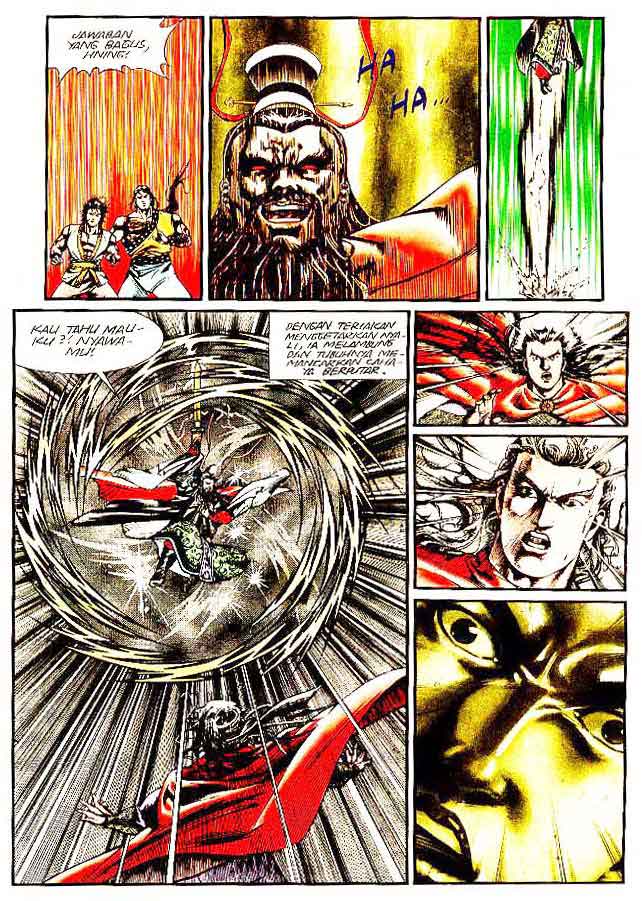 JAWABAN
YANG BAGUS,
HNING!
HA
HA...
KAU TAHU MAU-
KU?: NYAWA-
MU!
DENGAN TERIAKAN
MENGGETARKAN NYA-
LI, IA MELAMBUNG
DAN TUBUHNYA ME-
MANCARKAN CAHA-
YA BERPUTAR.